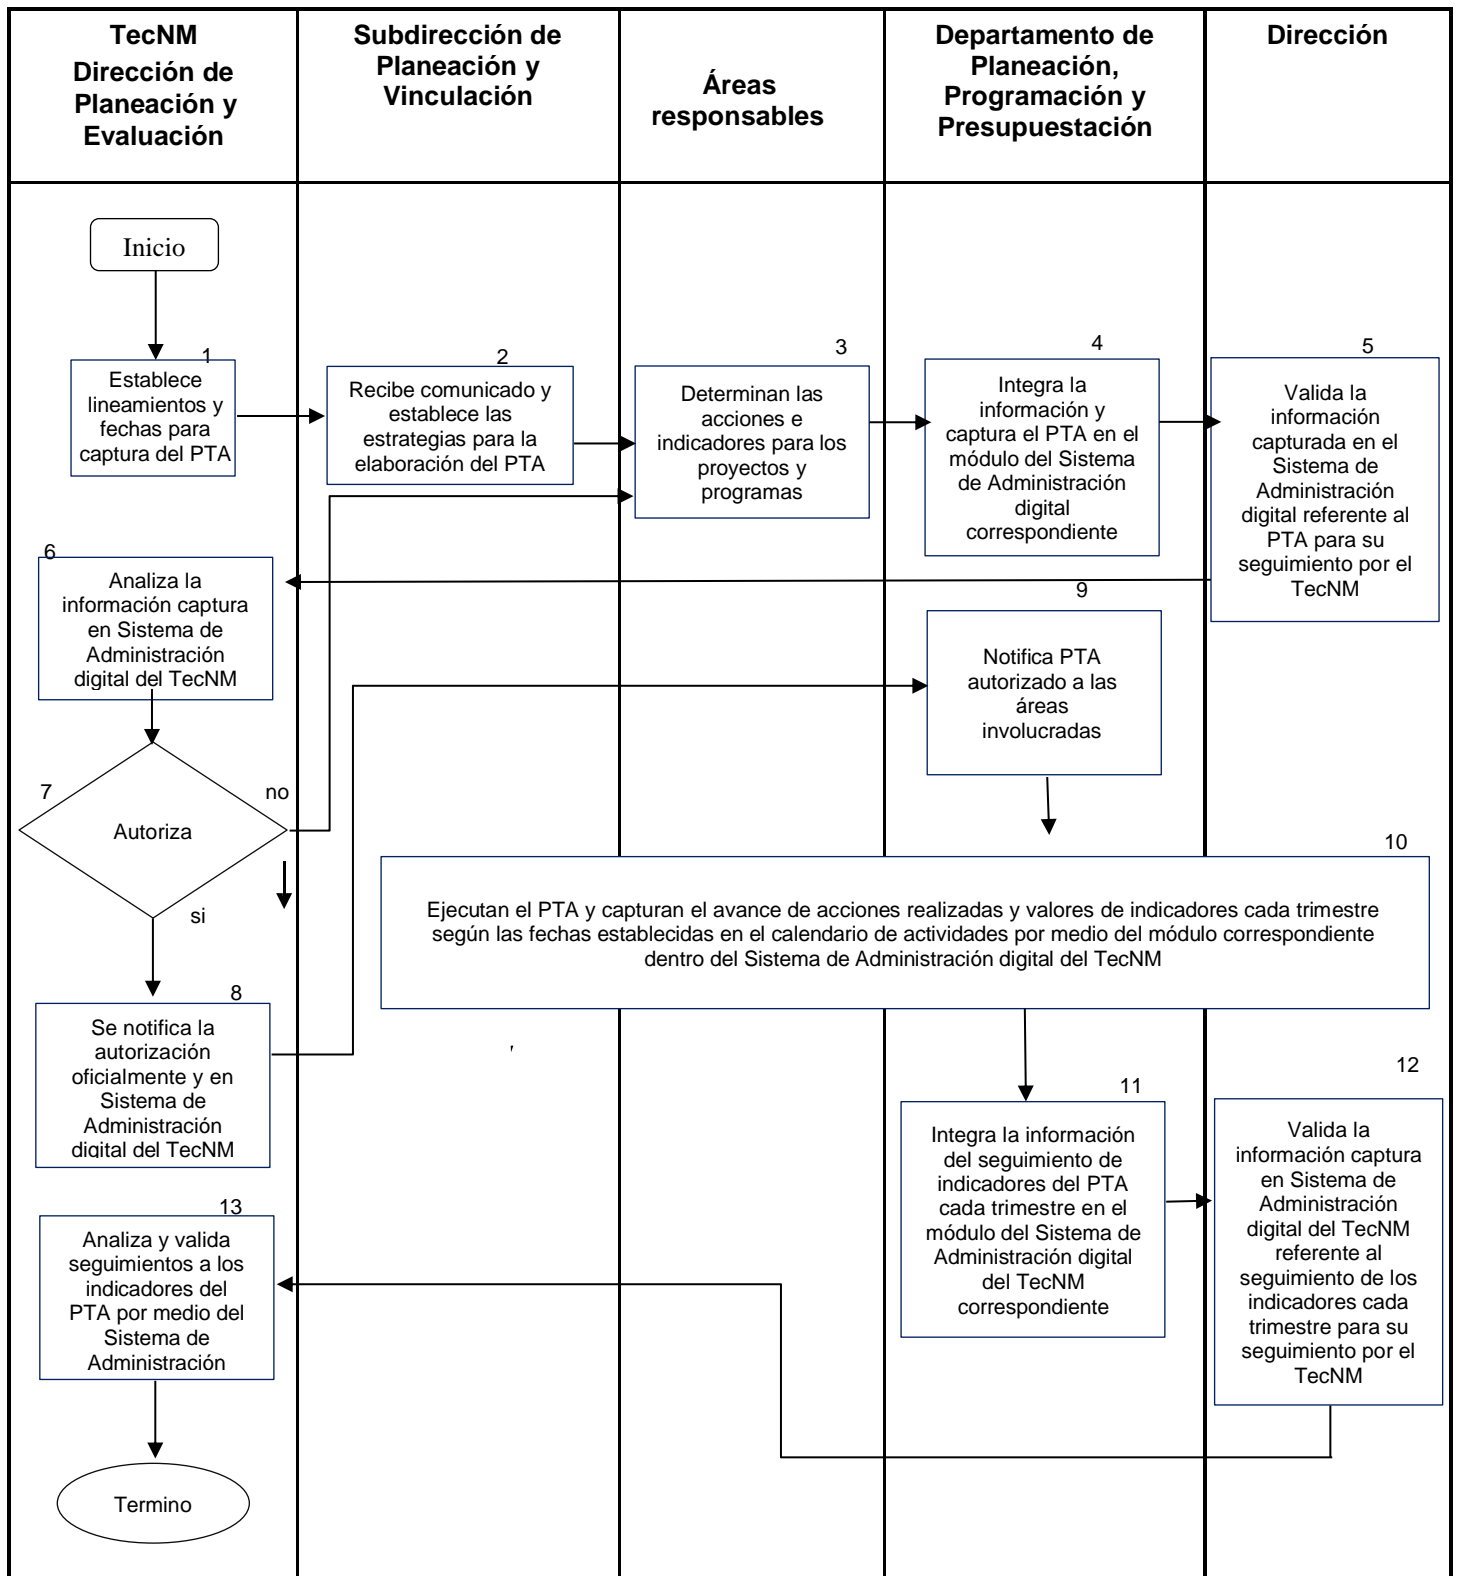 TecNM
Dirección de
Planeación y
Evaluación
Subdirección de
Planeación y
Vinculación
Áreas
responsables
Departamento de
Planeación,
Programación y
Presupuestación
Dirección
Inicio
1
Establece
lineamientos y
fechas para
captura del PTA
2
Recibe comunicado y
establece las
estrategias para la
elaboración del PTA
3
Determinan las
acciones e
indicadores para los
proyectos y
programas
4
Integra la
información y
captura el PTA en el
módulo del Sistema
de Administración
digital
correspondiente
5
Valida la
información
capturada en el
Sistema de
Administración
digital referente al
PTA para su
seguimiento por el
TecNM
6
Analiza la
información captura
en Sistema de
Administración
digital del TecNM
7
Autoriza
no
si
8
Se notifica la
autorización
oficialmente y en
Sistema de
Administración
digital del TecNM
9
Notifica PTA
autorizado a las
áreas
involucradas
10
Ejecutan el PTA y capturan el avance de acciones realizadas y valores de indicadores cada trimestre
según las fechas establecidas en el calendario de actividades por medio del módulo correspondiente
dentro del Sistema de Administración digital del TecNM
11
Integra la información
del seguimiento de
indicadores del PTA
cada trimestre en el
módulo del Sistema de
Administración digital
del TecNM
correspondiente
12
Valida la
información captura
en Sistema de
Administración
digital del TecNM
referente al
seguimiento de los
indicadores cada
trimestre para su
seguimiento por el
TecNM
13
Analiza y valida
seguimientos a los
indicadores del
PTA por medio del
Sistema de
Administración
Termino